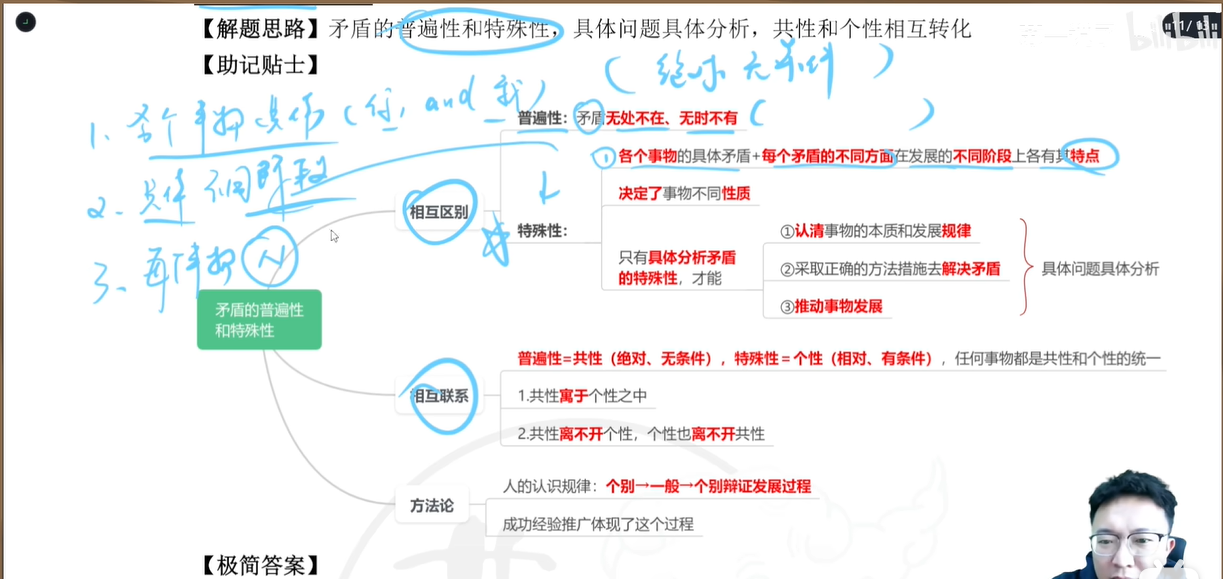 【解题思路】矛盾的普遍性和特殊性，具体问题具体分析，共性和个性相互转化
11/13
bilibili
【助记贴士】
（绝对 无条件）
1、各个事物具体
2、具体不同阶段
3、
普遍性：矛盾无处不在、无时不有（ ）
①各个事物的具体矛盾+每个矛盾的不同方面在发展的不同阶段上各有其特点
决定了事物不同性质
相互区别
特殊性：
①认清事物的本质和发展规律
只有具体分析矛盾
的特殊性，才能
②采取正确的方法措施去解决矛盾
具体问题具体分析
③推动事物发展
矛盾的普遍性
和特殊性
普遍性=共性（绝对、无条件），特殊性=个性（相对、有条件），任何事物都是共性和个性的统一
相互联系
1.共性寓于个性之中
2.共性离不开个性，个性也离不开共性
人的认识规律：个别→一般→个别辩证发展过程
方法论
成功经验推广体现了这个过程
【极简答案】